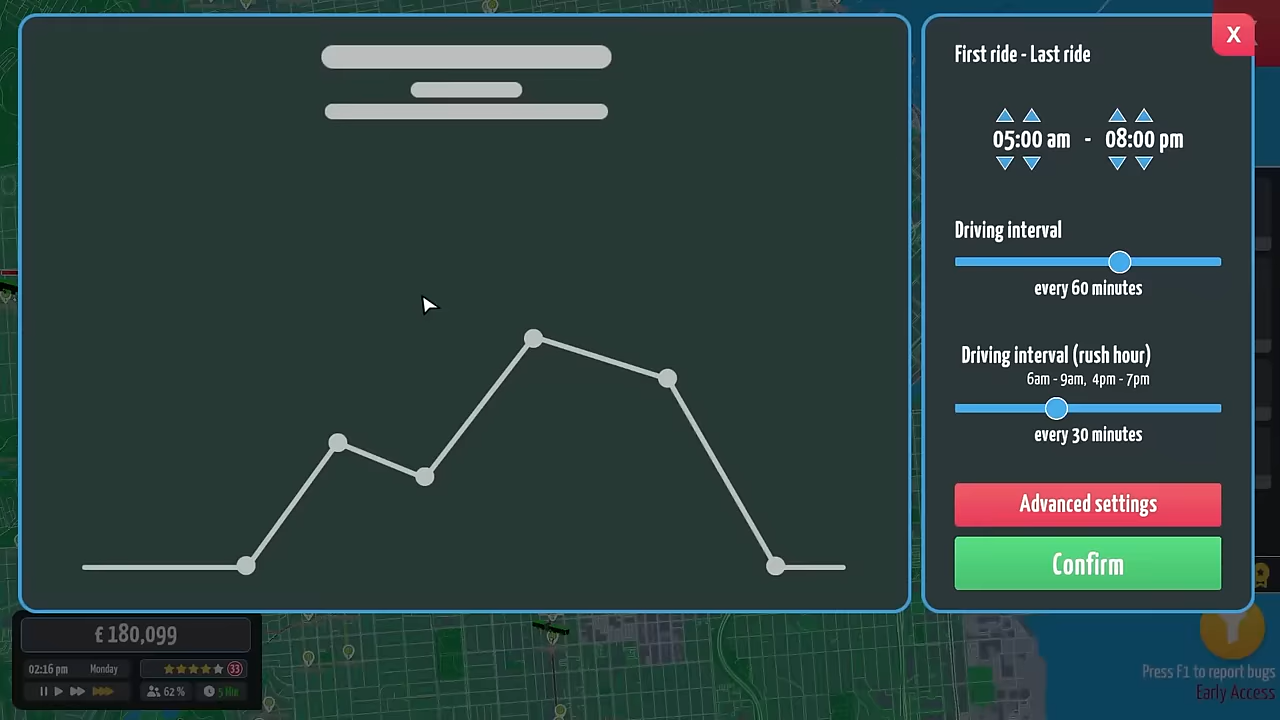 X
First ride - Last ride
05:00 am - 08:00 pm
Driving interval
every 60 minutes
Driving interval (rush hour)
6am - 9am, 4pm - 7pm
every 30 minutes
Advanced settings
Confirm
£ 180,099
02:16 pm Monday 33
62 % 5 Min
Press F1 to report bugs
Early Access